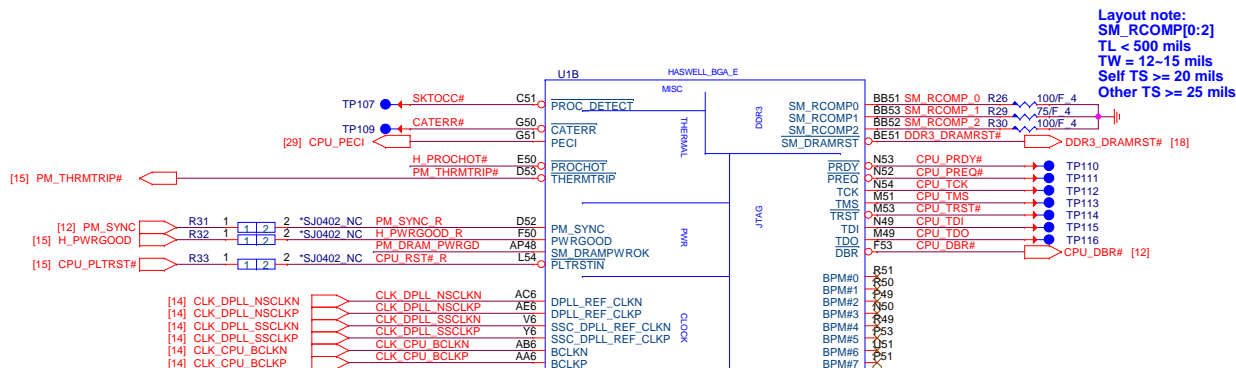 Layout note:
SM_RCOMP[0:2]
TL < 500 mils
TW = 12~15 mils
Self TS >= 20 mils
Other TS >= 25 mils
U1B HASWELL_BGA_E
MISC
TP107 SKTOCC# C51 PROC_DETECT DDR3 SM_RCOMP0 BB51 SM_RCOMP_0 R26 100/F_4
SM_RCOMP1 BB53 SM_RCOMP_1 R29 75/F_4
TP109 CATERR# G50 CATERR THERMAL SM_RCOMP2 BB52 SM_RCOMP_2 R30 100/F_4
[29] CPU_PECI G51 PECI SM_DRAMRST BE51 DDR3_DRAMRST# DDR3_DRAMRST# [18]
H_PROCHOT# E50 PROCHOT PRDY N53 CPU_PRDY# TP110
[15] PM_THRMTRIP# PM_THRMTRIP# D53 THERMTRIP PREQ N52 CPU_PREQ# TP111
TCK N54 CPU_TCK TP112
TMS M51 CPU_TMS TP113
JTAG TRST M53 CPU_TRST# TP114
[12] PM_SYNC R31 1 1 2 2 *SJ0402_NC PM_SYNC_R D52 PM_SYNC TDI N49 CPU_TDI TP115
[15] H_PWRGOOD R32 1 1 2 2 *SJ0402_NC H_PWRGOOD_R F50 PWRGOOD PWR TDO M49 CPU_TDO TP116
PM_DRAM_PWRGD AP48 SM_DRAMPWROK DBR F53 CPU_DBR# CPU_DBR# [12]
[15] CPU_PLTRST# R33 1 1 2 2 *SJ0402_NC CPU_RST#_R L54 PLTRSTIN
BPM#0 R51
BPM#1 R50
[14] CLK_DPLL_NSCLKN CLK_DPLL_NSCLKN AC6 DPLL_REF_CLKN BPM#2 P49
[14] CLK_DPLL_NSCLKP CLK_DPLL_NSCLKP AE6 DPLL_REF_CLKP BPM#3 N50
[14] CLK_DPLL_SSCLKN CLK_DPLL_SSCLKN V6 SSC_DPLL_REF_CLKN CLOCK BPM#4 R49
[14] CLK_DPLL_SSCLKP CLK_DPLL_SSCLKP Y6 SSC_DPLL_REF_CLKP BPM#5 P53
[14] CLK_CPU_BCLKN CLK_CPU_BCLKN AB6 BCLKN BPM#6 U51
[14] CLK_CPU_BCLKP CLK_CPU_BCLKP AA6 BCLKP BPM#7 P51